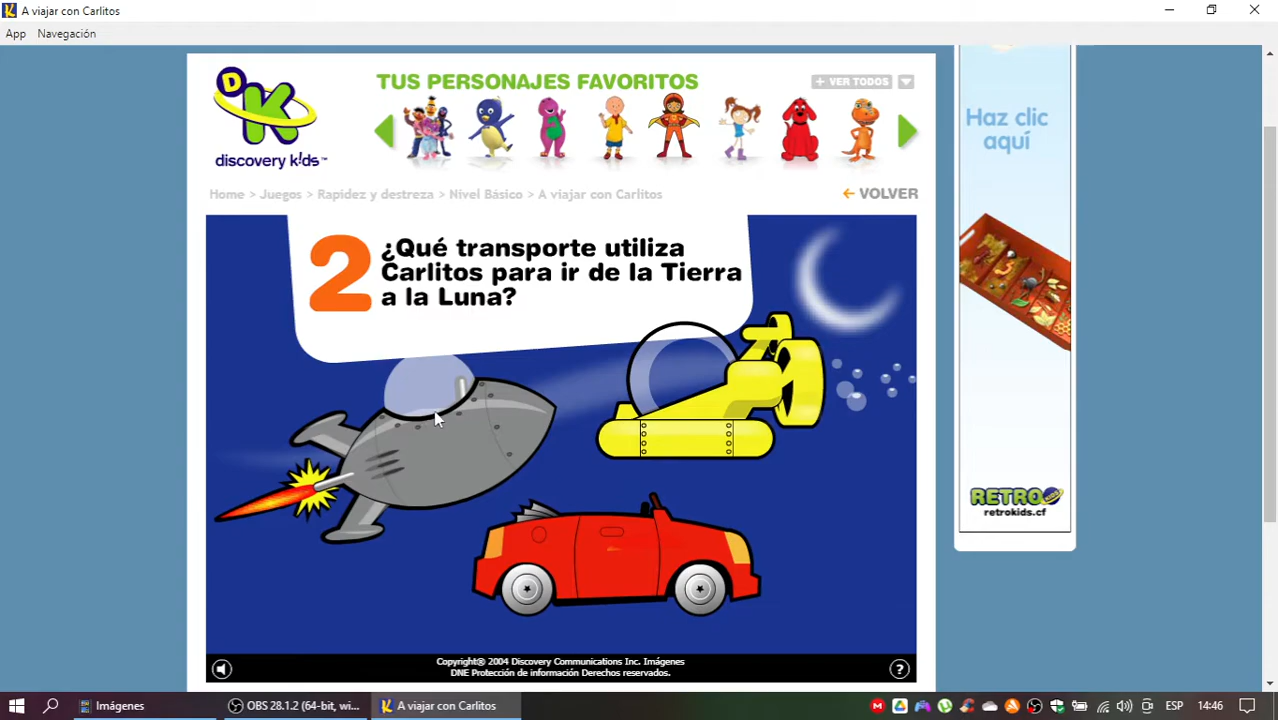 A viajar con Carlitos
App Navegación
D
K
discovery k!ds™
TUS PERSONAJES FAVORITOS
+ VER TODOS
Home > Juegos > Rapidez y destreza > Nivel Básico > A viajar con Carlitos
← VOLVER
2
¿Qué transporte utiliza
Carlitos para ir de la Tierra
a la Luna?
Copyright® 2004 Discovery Communications Inc. Imágenes
DNE Protección de información Derechos reservados.
?
Haz clic
aquí
RETRO
retrokids.cf
Imágenes
OBS 28.1.2 (64-bit, wi...
A viajar con Carlitos
ESP
14:46